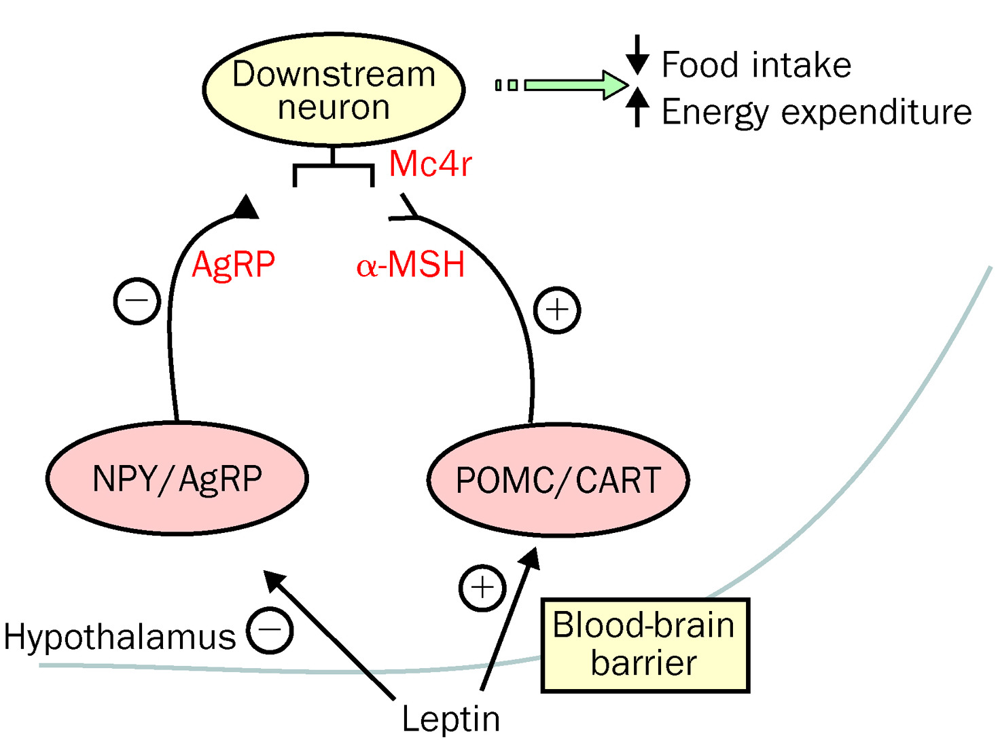 Downstream
neuron
Food intake
Energy expenditure
Mc4r
AgRP
α-MSH
−
+
NPY/AgRP
POMC/CART
+
Hypothalamus −
Blood-brain
barrier
Leptin